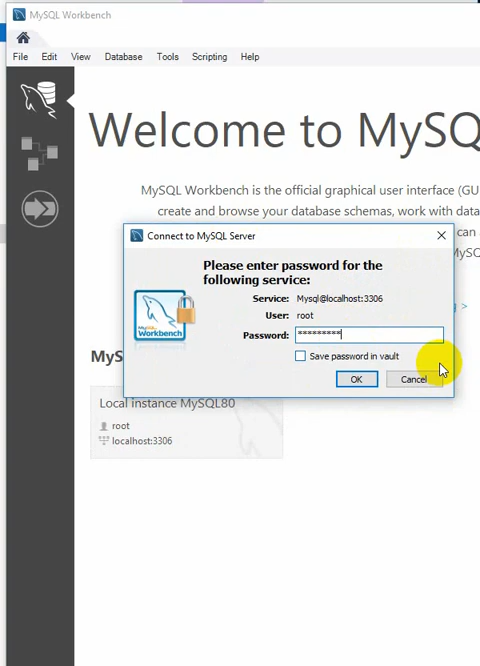 MySQL Workbench
File Edit View Database Tools Scripting Help
Welcome to MySQ
MySQL Workbench is the official graphical user interface (GU
create and browse your database schemas, work with data
can a
Connect to MySQL Server
MySQ
Please enter password for the
following service:
Service: Mysql@localhost:3306
User: root
>
MySQL
Workbench
Password: *********
Save password in vault
MyS
OK Cancel
Local instance MySQL80
root
localhost:3306